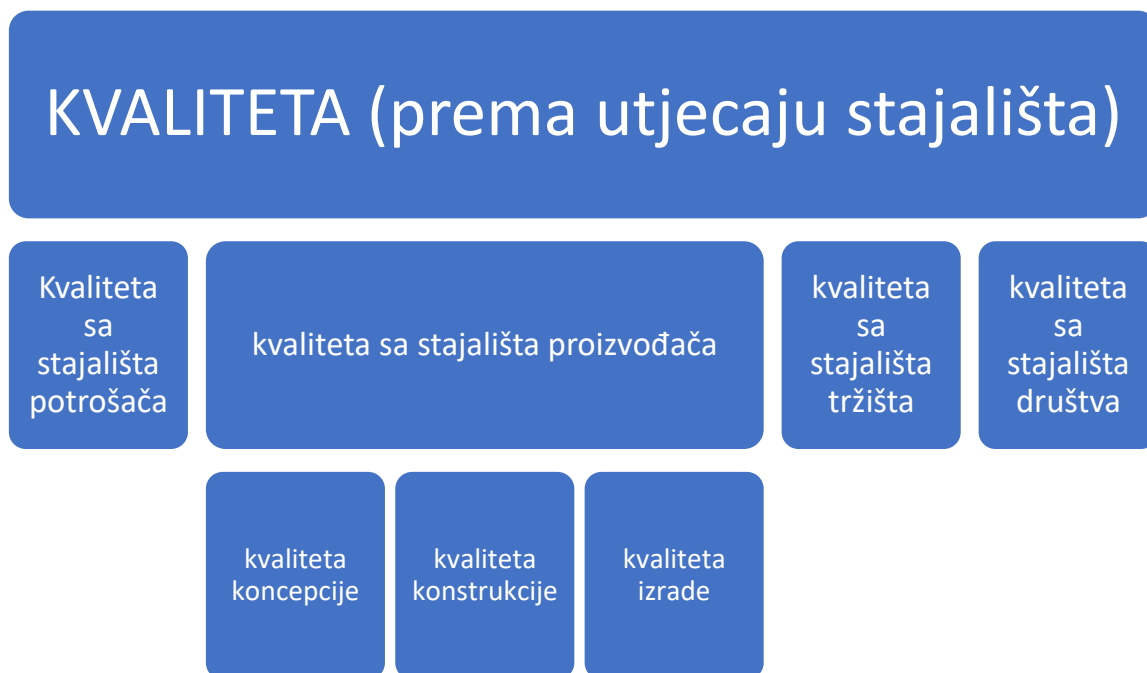 KVALITETA (prema utjecaju stajališta)
Kvaliteta
sa
stajališta
potrošača
kvaliteta sa stajališta proizvođača
kvaliteta
sa
stajališta
tržišta
kvaliteta
sa
stajališta
društva
kvaliteta
koncepcije
kvaliteta
konstrukcije
kvaliteta
izrade